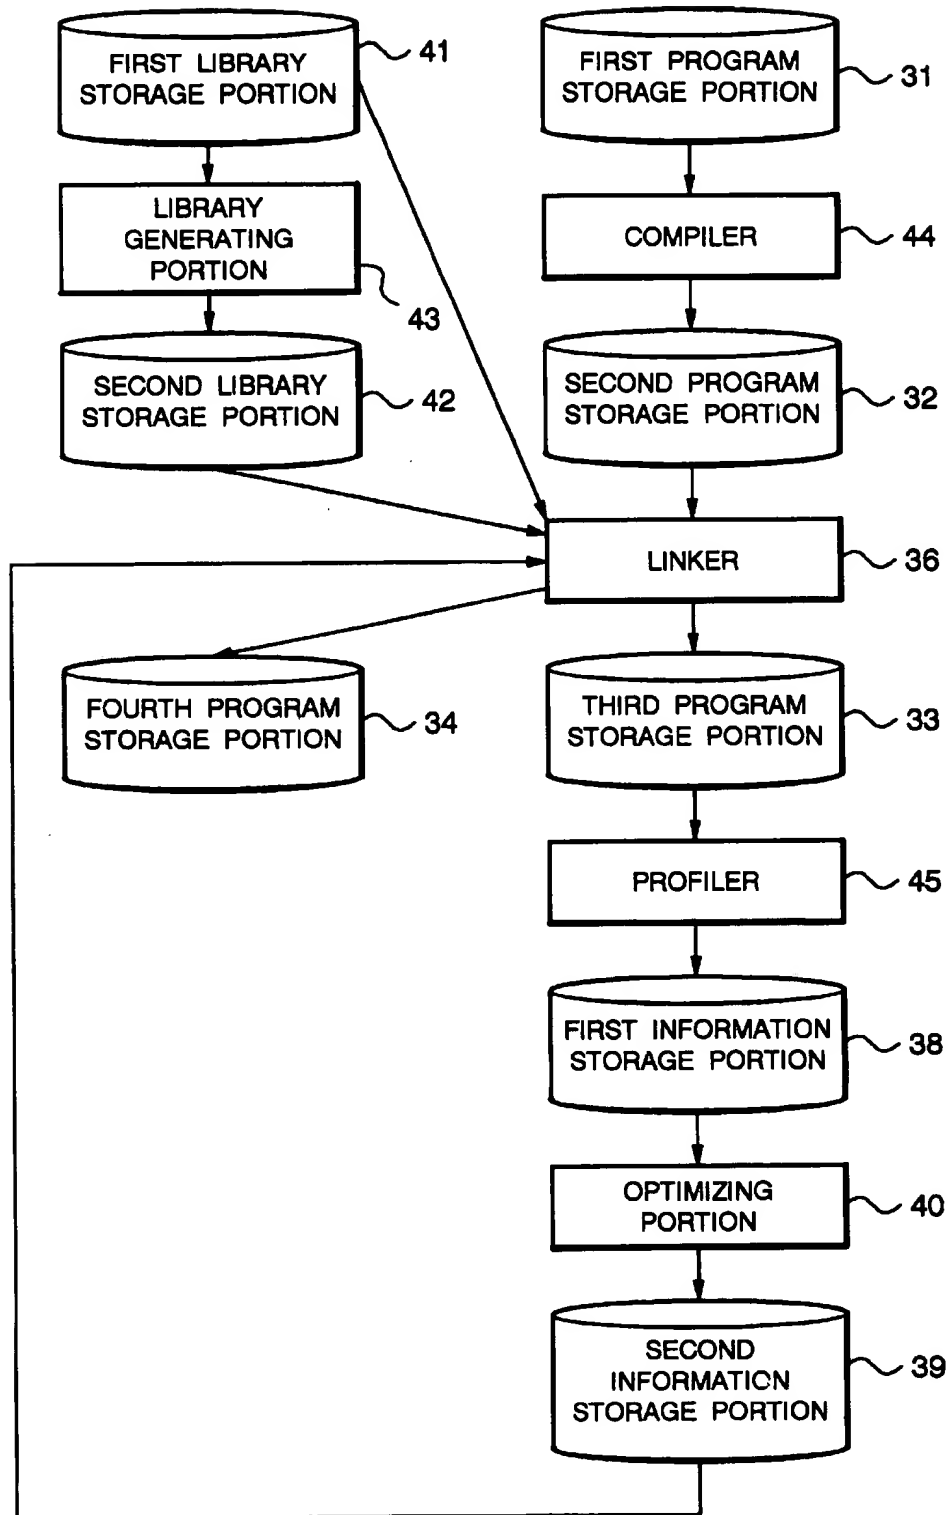 FIRST LIBRARY
STORAGE PORTION
41
FIRST PROGRAM
STORAGE PORTION
31
LIBRARY
GENERATING
PORTION
43
COMPILER
44
SECOND LIBRARY
STORAGE PORTION
42
SECOND PROGRAM
STORAGE PORTION
32
LINKER
36
FOURTH PROGRAM
STORAGE PORTION
34
THIRD PROGRAM
STORAGE PORTION
33
PROFILER
45
FIRST INFORMATION
STORAGE PORTION
38
OPTIMIZING
PORTION
40
SECOND
INFORMATION
STORAGE PORTION
39